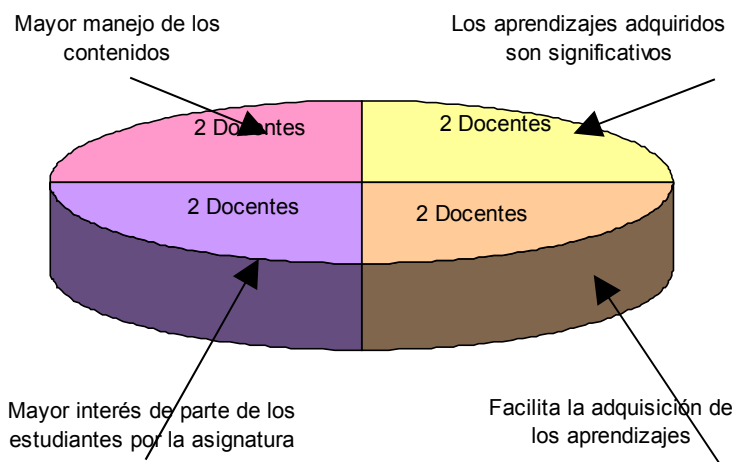 Mayor manejo de los
contenidos
Los aprendizajes adquiridos
son significativos
2 Docentes
2 Docentes
2 Docentes
2 Docentes
Mayor interés de parte de los
estudiantes por la asignatura
Facilita la adquisición de
los aprendizajes